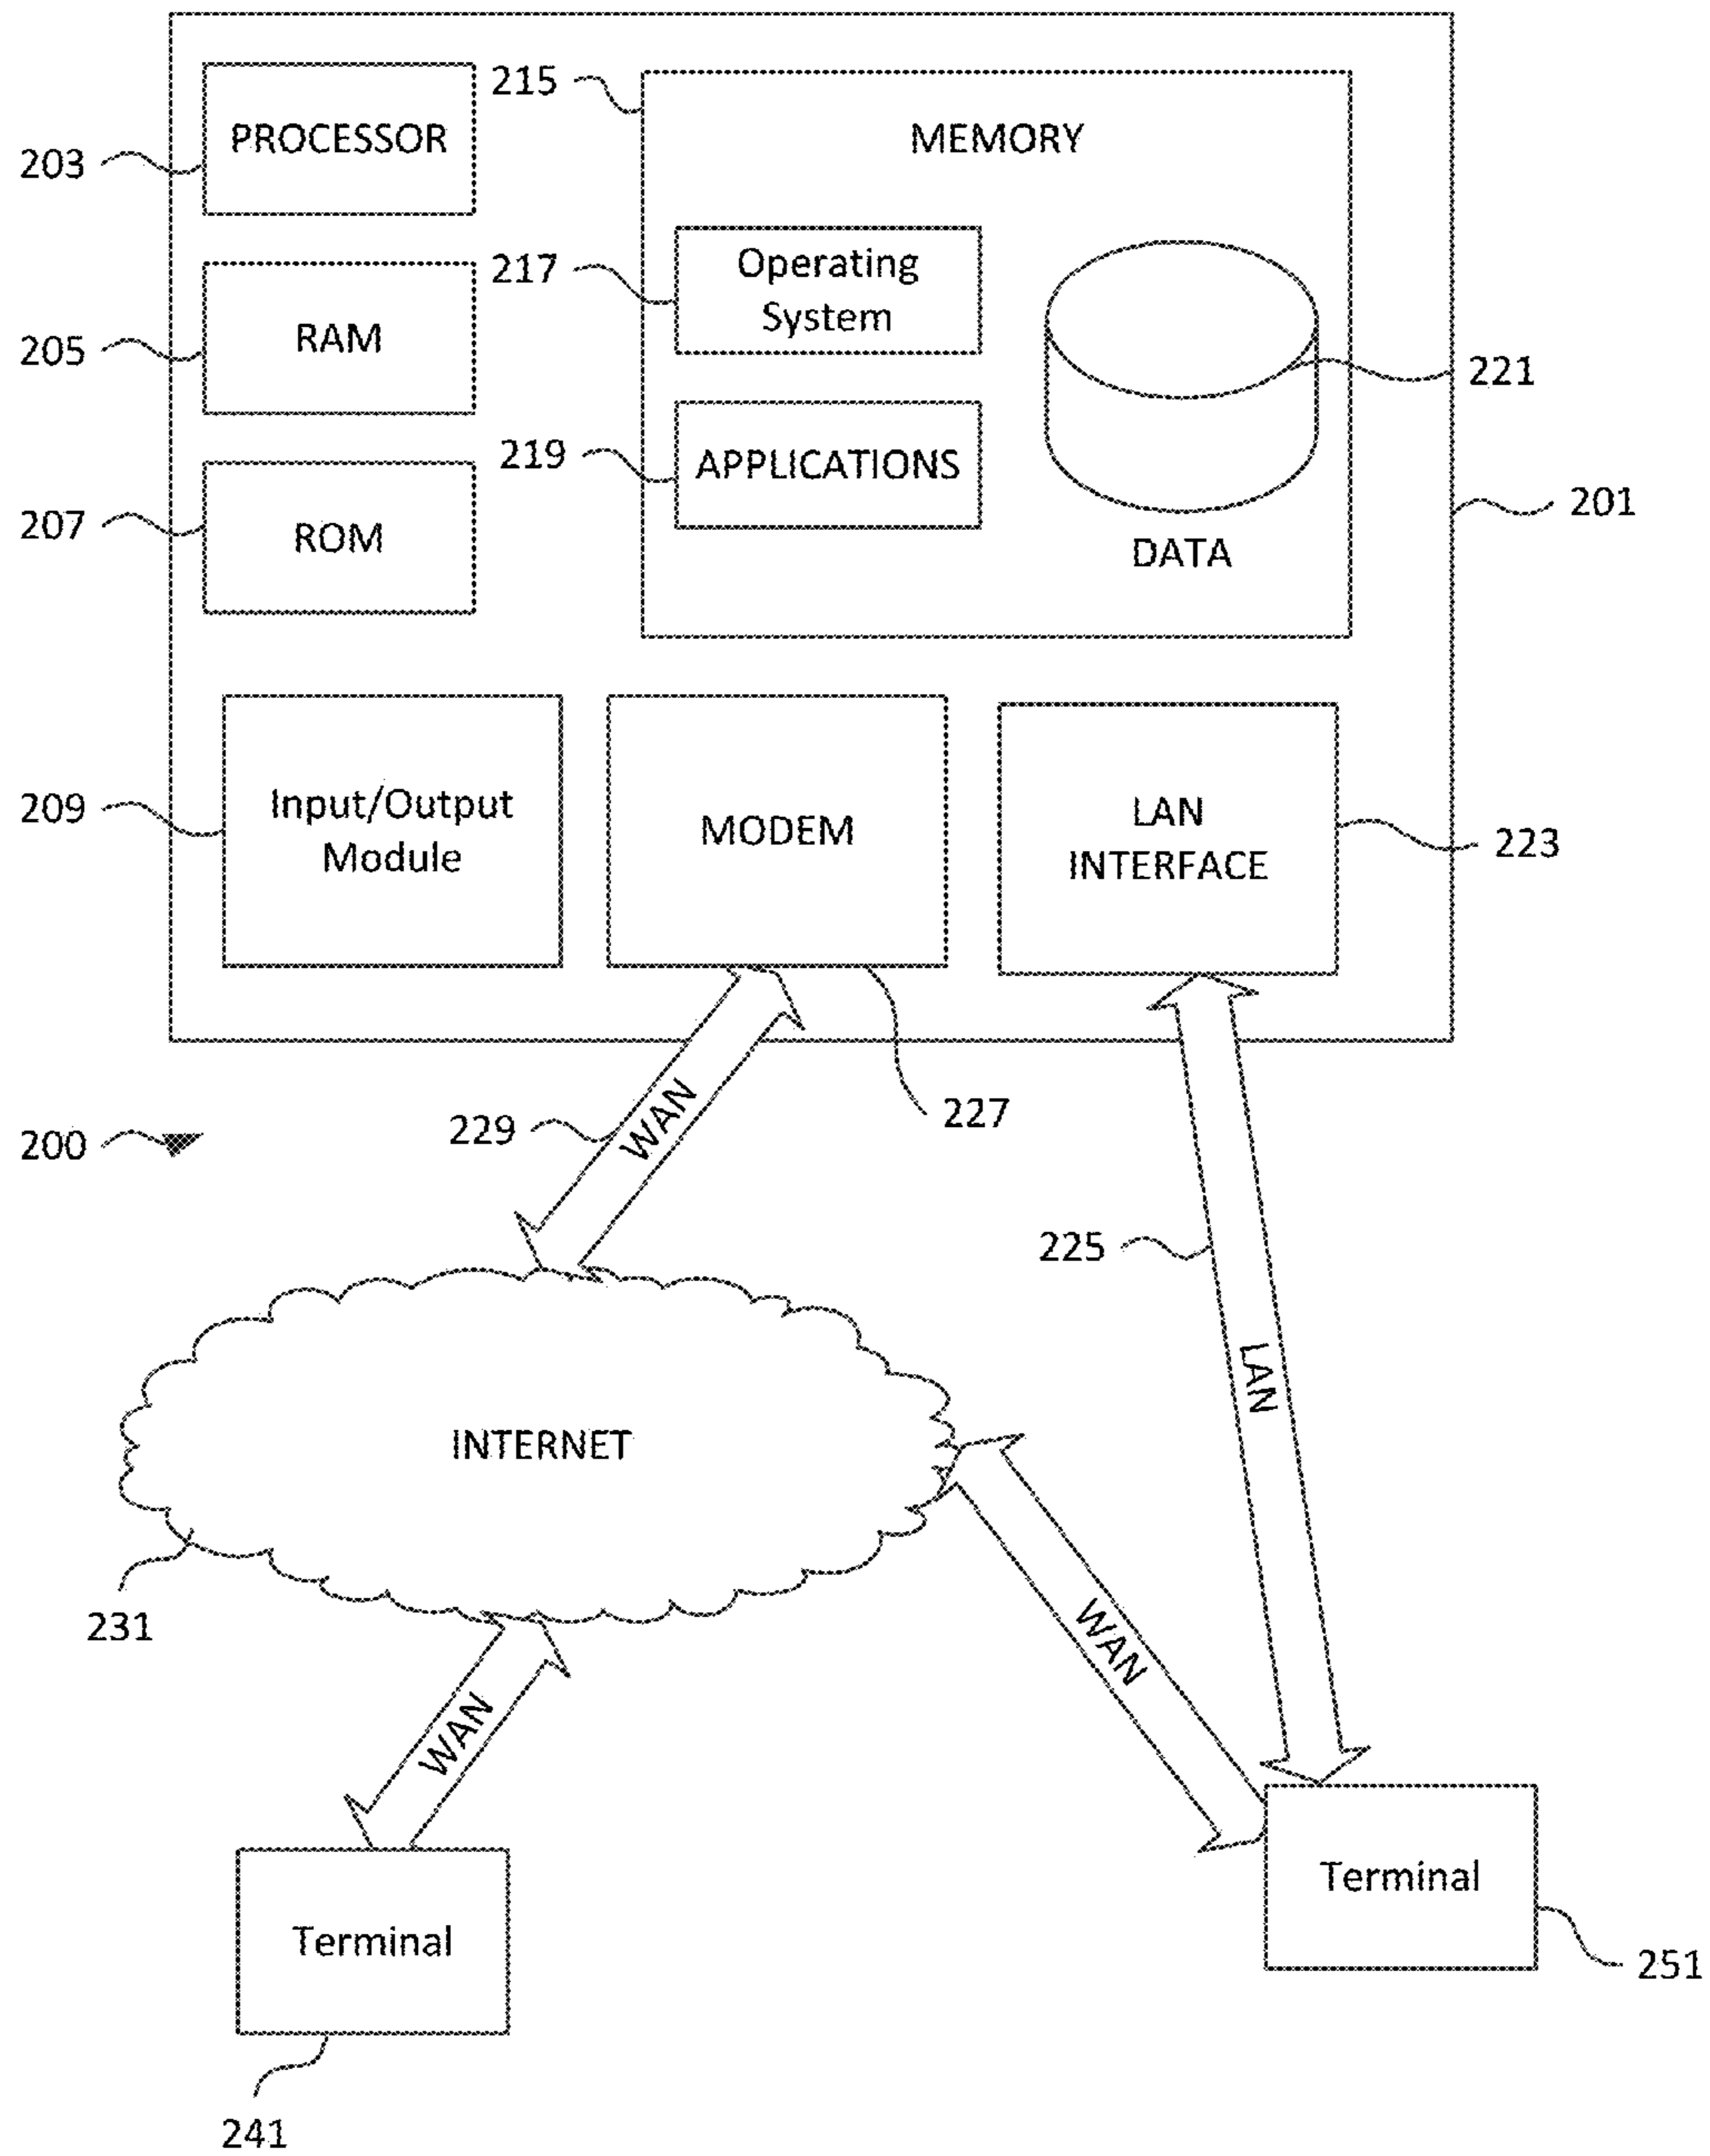 215
PROCESSOR
MEMORY
203
217
Operating
System
205
RAM
221
219
APPLICATIONS
201
207
ROM
DATA
209
Input/Output
Module
MODEM
LAN
INTERFACE
223
200
229
WAN
227
225
LAN
INTERNET
231
WAN
WAN
Terminal
251
Terminal
241